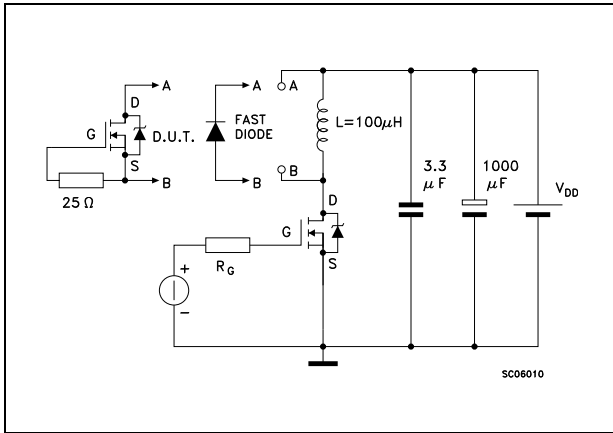 A
D
G
D.U.T.
S
B
25 Ω
A
FAST
DIODE
B
A
L=100μH
B
D
G
S
R_G
+
-
3.3
μF
1000
μF
V_DD
SC06010